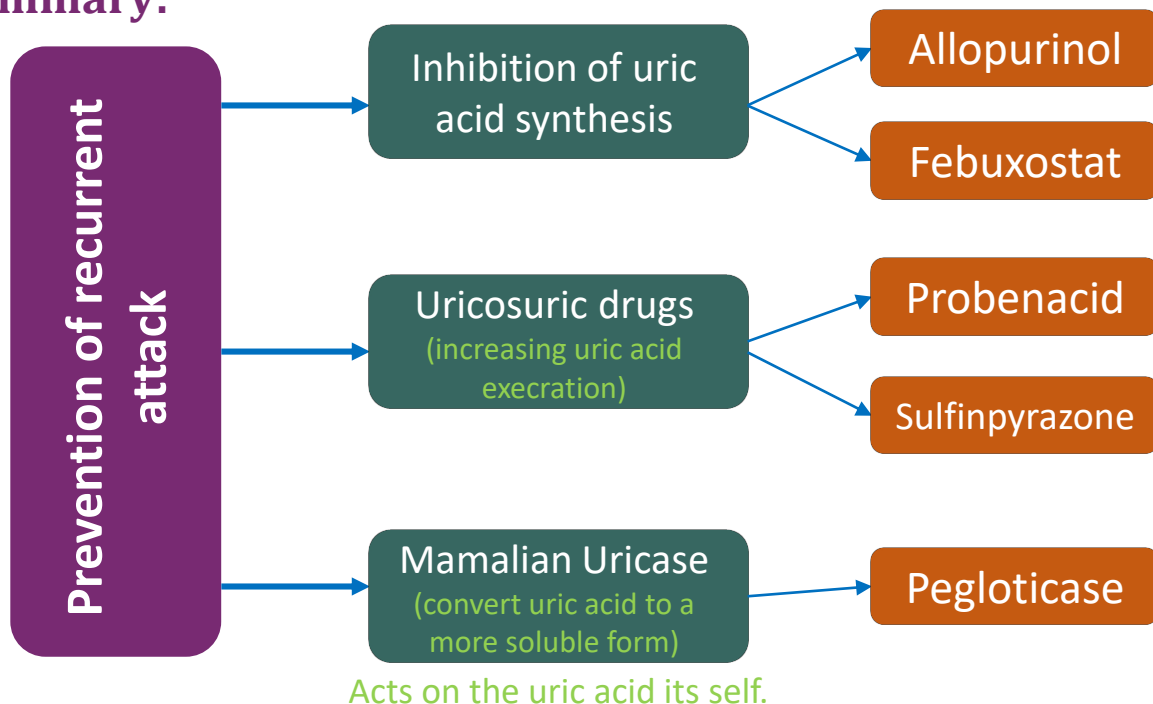 Prevention of recurrent
attack
Inhibition of uric
acid synthesis
Allopurinol
Febuxostat
Uricosuric drugs
(increasing uric acid
execration)
Probenacid
Sulfinpyrazone
Mamalian Uricase
(convert uric acid to a
more soluble form)
Pegloticase
Acts on the uric acid its self.